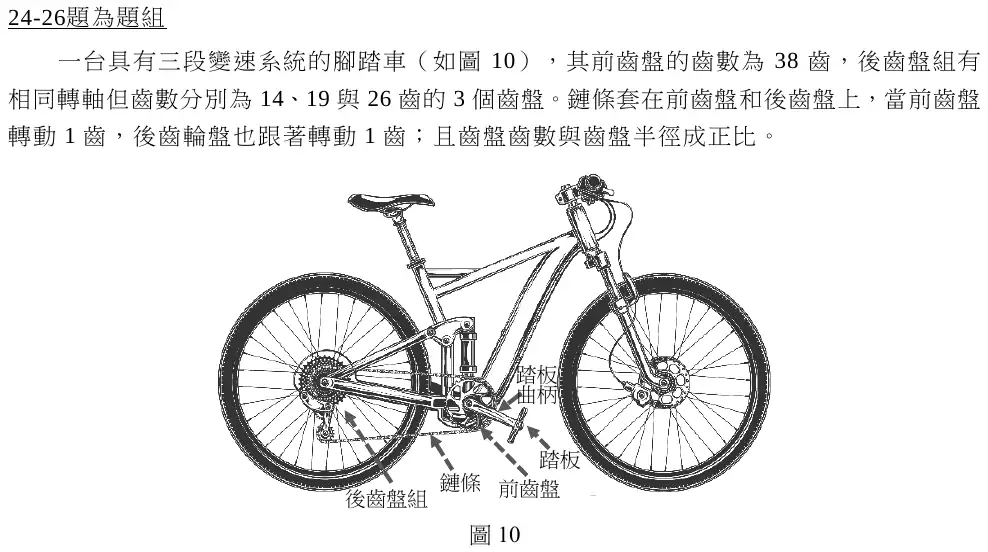 24-26題為題組
一台具有三段變速系統的腳踏車（如圖 10），其前齒盤的齒數為 38 齒，後齒盤組有
相同轉軸但齒數分別為 14、19 與 26 齒的 3 個齒盤。鏈條套在前齒盤和後齒盤上，當前齒盤
轉動 1 齒，後齒輪盤也跟著轉動 1 齒；且齒盤齒數與齒盤半徑成正比。
踏板
曲柄
踏板
鏈條
前齒盤
後齒盤組
圖 10